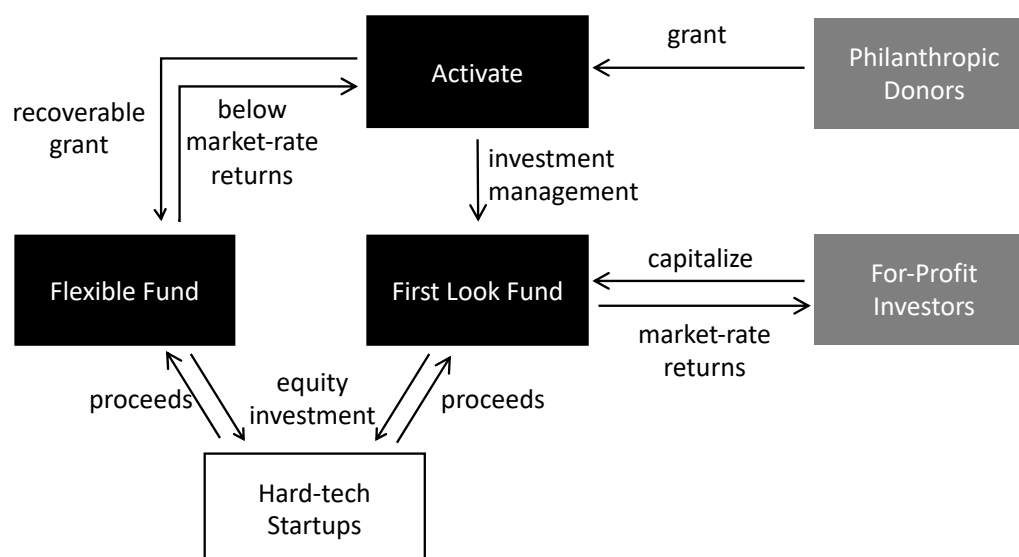 grant
Activate
Philanthropic
Donors
recoverable
grant
below
market-rate
returns
investment
management
Flexible Fund
First Look Fund
capitalize
For-Profit
Investors
market-rate
returns
proceeds
equity
investment
proceeds
Hard-tech
Startups